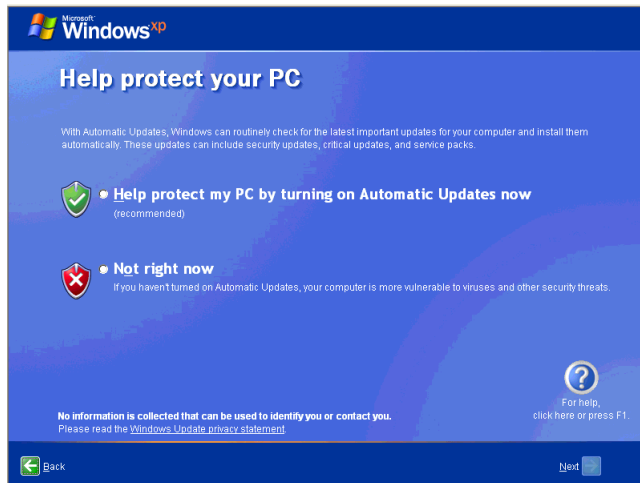 Microsoft
Windows xp
Help protect your PC
With Automatic Updates, Windows can routinely check for the latest important updates for your computer and install them
automatically. These updates can include security updates, critical updates, and service packs.
Help protect my PC by turning on Automatic Updates now
(recommended)
Not right now
If you haven't turned on Automatic Updates, your computer is more vulnerable to viruses and other security threats.
For help,
click here or press F1.
No information is collected that can be used to identify you or contact you.
Please read the Windows Update privacy statement.
Back
Next